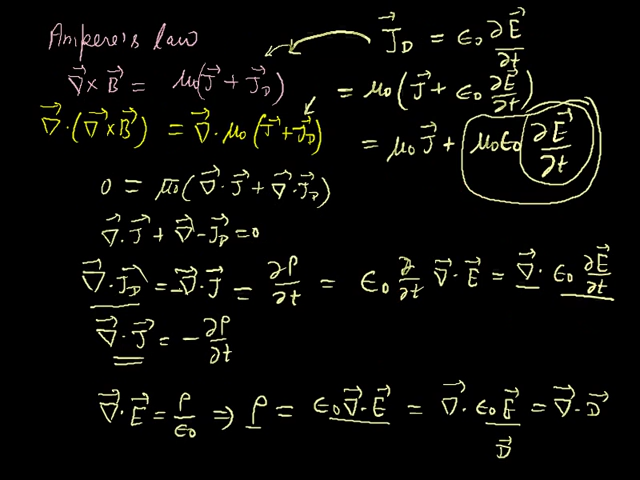 Ampere's law
J⃗_D = ε₀ ∂E⃗/∂t
∇⃗ × B⃗ = μ₀(J⃗ + J⃗_D) = μ₀(J⃗ + ε₀ ∂E⃗/∂t)
∇⃗ · (∇⃗ × B⃗) = ∇⃗ · μ₀(J⃗ + J⃗_D) = μ₀J⃗ + μ₀ε₀ ∂E⃗/∂t
0 = μ₀(∇⃗ · J⃗ + ∇⃗ · J⃗_D)
∇⃗ · J⃗ + ∇⃗ · J⃗_D = 0
∇⃗ · J⃗_D = -∇⃗ · J⃗ = ∂ρ/∂t = ε₀ ∂/∂t ∇⃗ · E⃗ = ∇⃗ · ε₀ ∂E⃗/∂t
∇⃗ · J⃗ = - ∂ρ/∂t
∇⃗ · E⃗ = ρ/ε₀ ⇒ ρ = ε₀∇⃗ · E⃗ = ∇⃗ · ε₀E⃗ = ∇⃗ · D⃗
D⃗